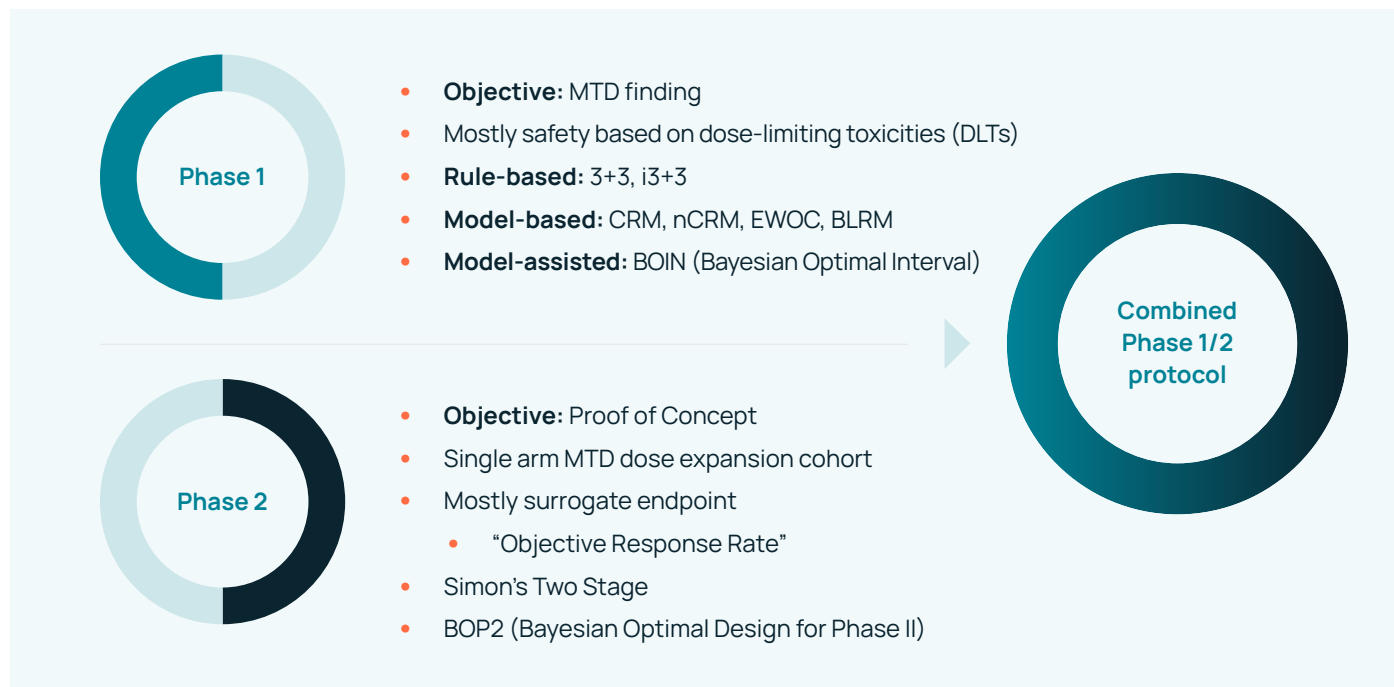 Phase 1
Objective: MTD finding
Mostly safety based on dose-limiting toxicities (DLTs)
Rule-based: 3+3, i3+3
Model-based: CRM, nCRM, EWOC, BLRM
Model-assisted: BOIN (Bayesian Optimal Interval)
Phase 2
Objective: Proof of Concept
Single arm MTD dose expansion cohort
Mostly surrogate endpoint
“Objective Response Rate”
Simon’s Two Stage
BOP2 (Bayesian Optimal Design for Phase II)
Combined
Phase 1/2
protocol